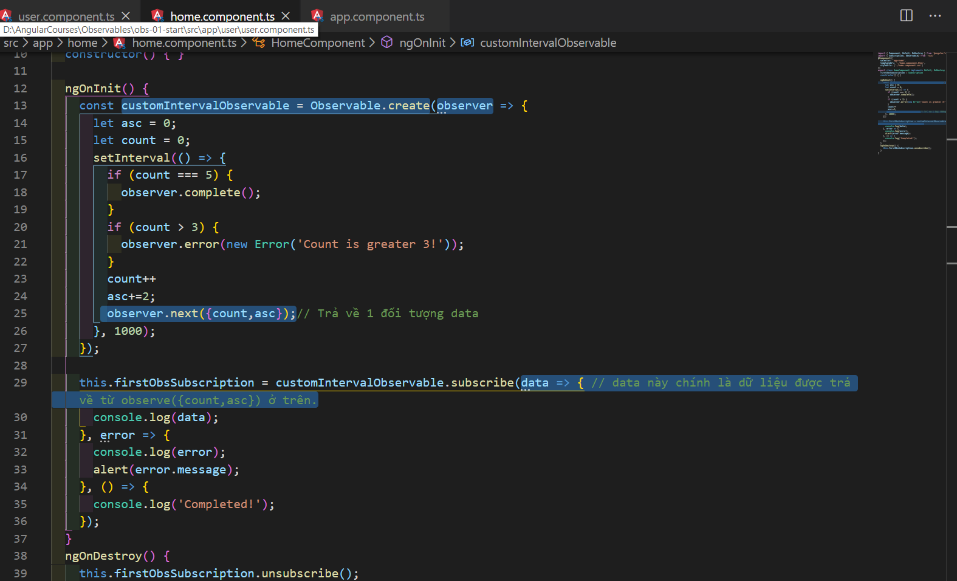 user.component.ts ✕ home.component.ts ✕ app.component.ts ...
D:\AngularCourses\Observables\obs-01-start\src\app\user\user.component.ts
src > app > home > home.component.ts > HomeComponent > ngOnInit > customIntervalObservable
10 constructor() { }
11
12 ngOnInit() {
13 const customIntervalObservable = Observable.create(observer => {
14 let asc = 0;
15 let count = 0;
16 setInterval(() => {
17 if (count === 5) {
18 observer.complete();
19 }
20 if (count > 3) {
21 observer.error(new Error('Count is greater 3!'));
22 }
23 count++
24 asc+=2;
25 observer.next({count,asc});// Trả về 1 đối tượng data
26 }, 1000);
27 });
28
29 this.firstObsSubscription = customIntervalObservable.subscribe(data => { // data này chính là dữ liệu được trả
về từ observe({count,asc}) ở trên.
30 console.log(data);
31 }, error => {
32 console.log(error);
33 alert(error.message);
34 }, () => {
35 console.log('Completed!');
36 });
37 }
38 ngOnDestroy() {
39 this.firstObsSubscription.unsubscribe();